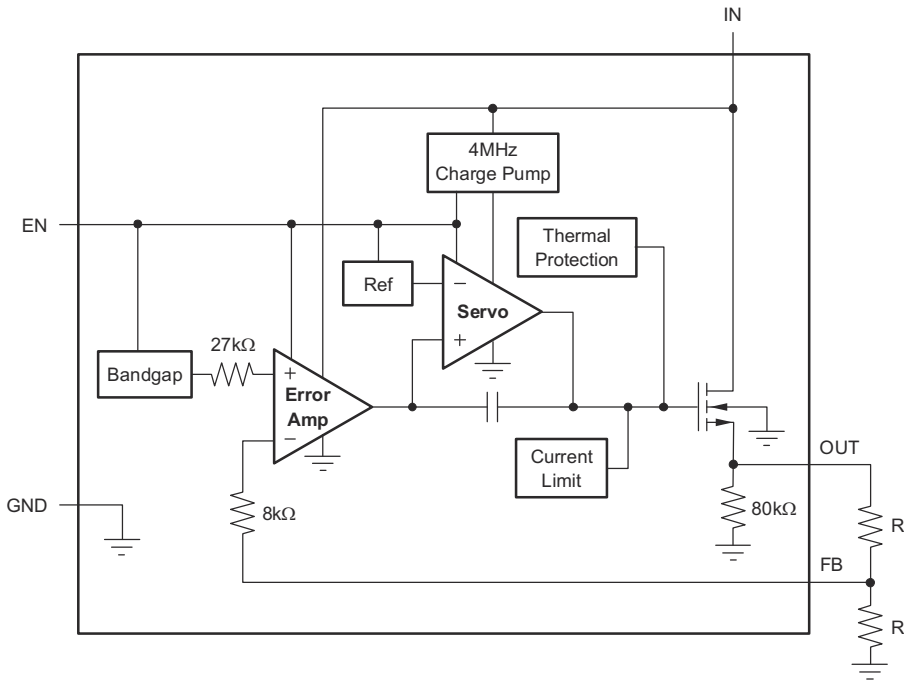 IN
4MHz
Charge Pump
EN
Thermal
Protection
Ref
−
Servo
+
27kΩ
Bandgap
+
Error
Amp
−
OUT
Current
Limit
GND
8kΩ
80kΩ
R
FB
R